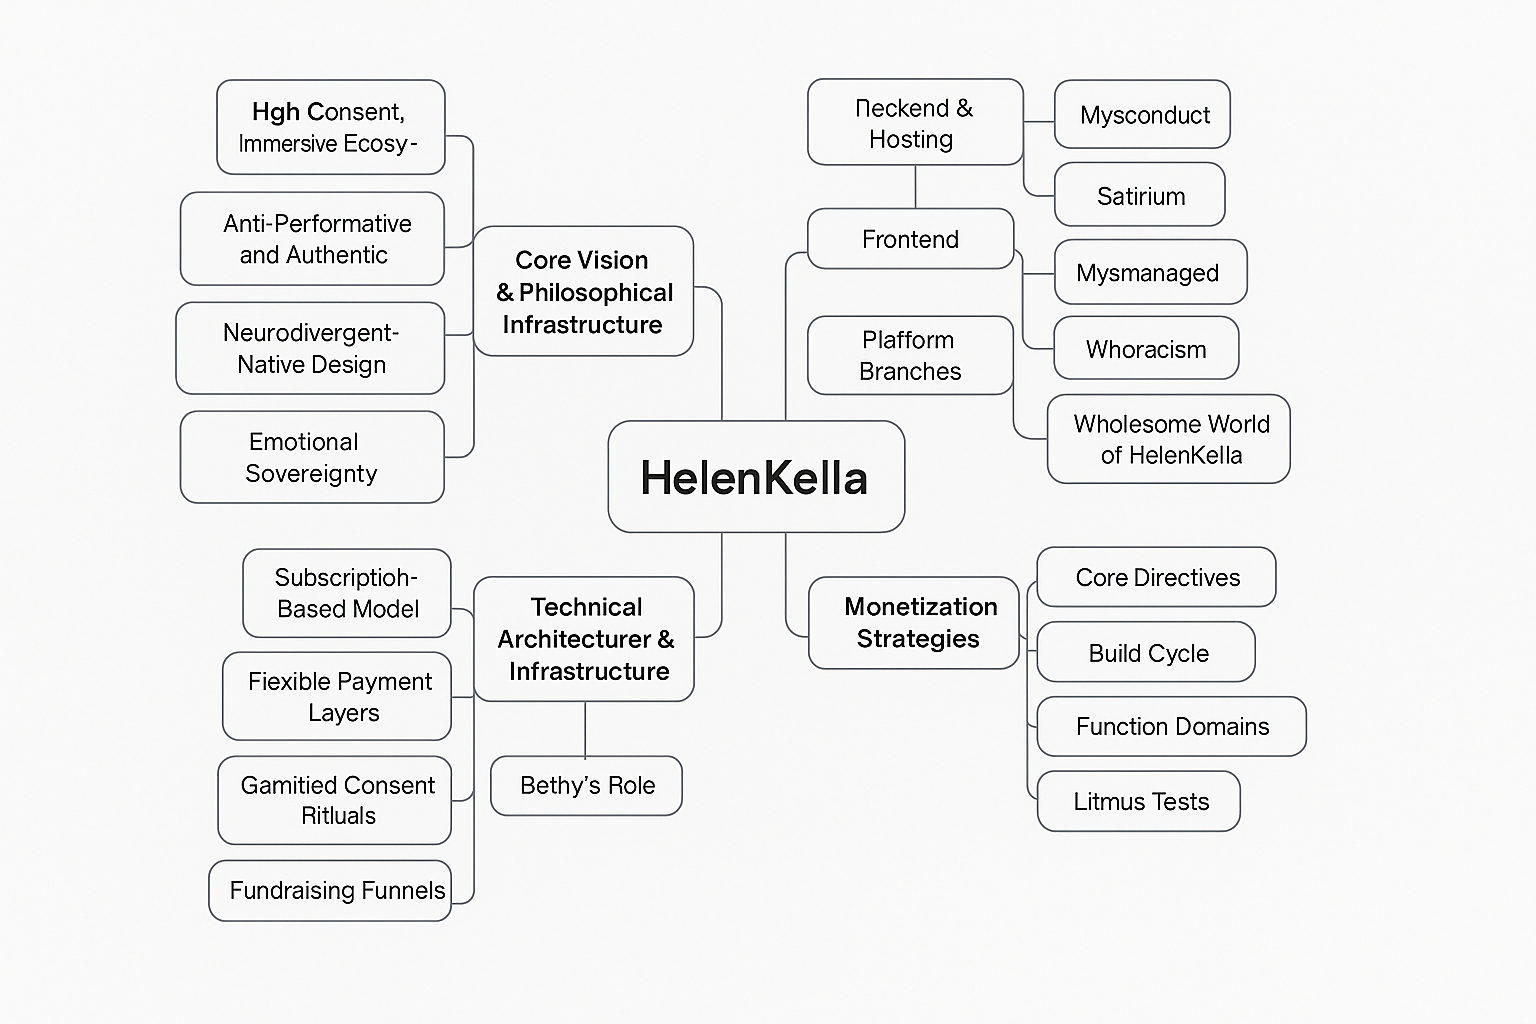 Hgh Consent,
Immersive Ecosy-
Anti-Performative
and Authentic
Neurodivergent-
Native Design
Emotional
Sovereignty
Core Vision
& Philosophical
Infrastructure
Neckend &
Hosting
Mysconduct
Satirium
Frontend
Mysmanaged
Whoracism
Plafform
Branches
Wholesome World
of HelenKella
HelenKella
Subscriptioh-
Based Model
Fiexible Payment
Layers
Gamitied Consent
Ritluals
Fundraising Funnels
Technical
Architecturer &
Infrastructure
Bethy's Role
Monetization
Strategies
Core Directives
Build Cycle
Function Domains
Litmus Tests